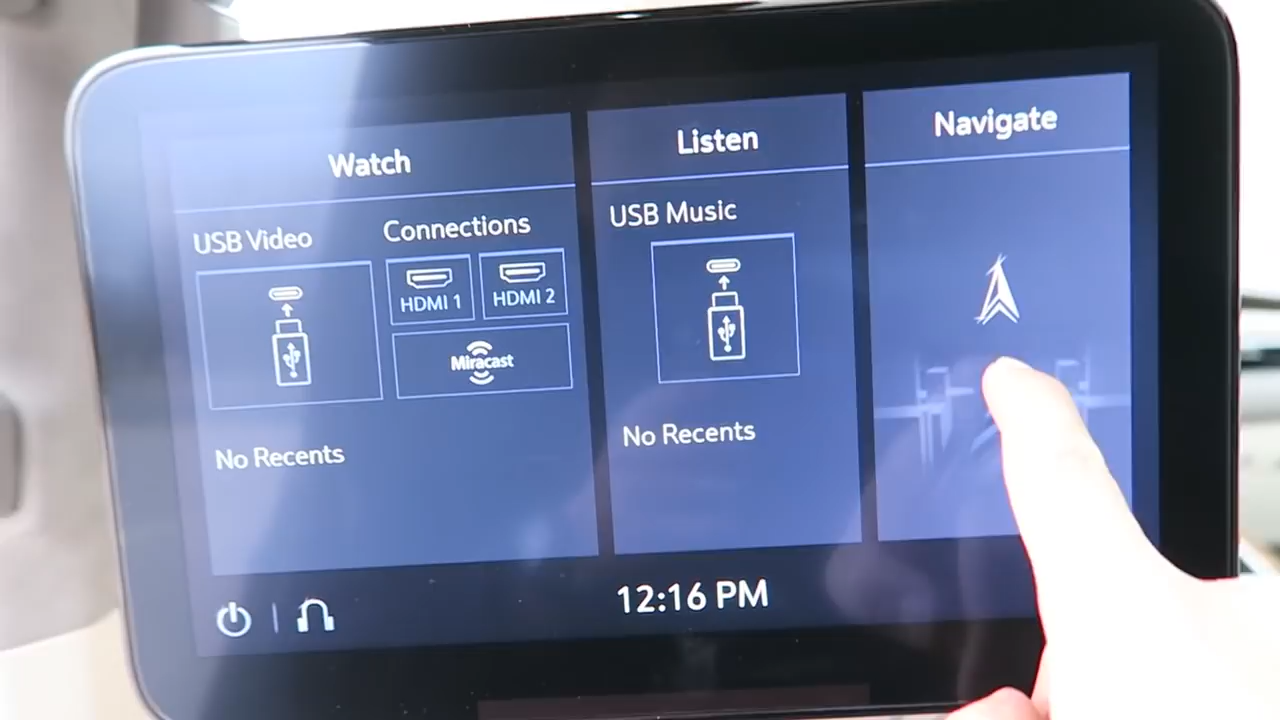 Watch
USB Video
Connections
HDMI 1
HDMI 2
Miracast
No Recents
Listen
USB Music
No Recents
Navigate
12:16 PM